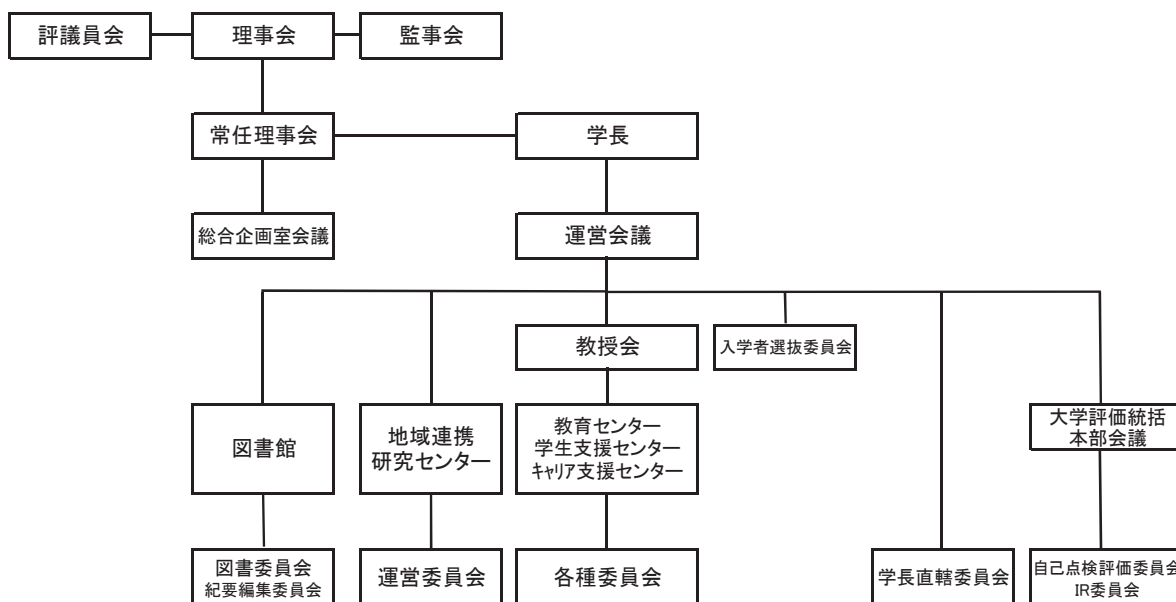 評議員会
理事会
監事会
常任理事会
学長
総合企画室会議
運営会議
教授会
入学者選抜委員会
図書館
地域連携
研究センター
教育センター
学生支援センター
キャリア支援センター
大学評価統括
本部会議
図書委員会
紀要編集委員会
運営委員会
各種委員会
学長直轄委員会
自己点検評価委員会
IR委員会